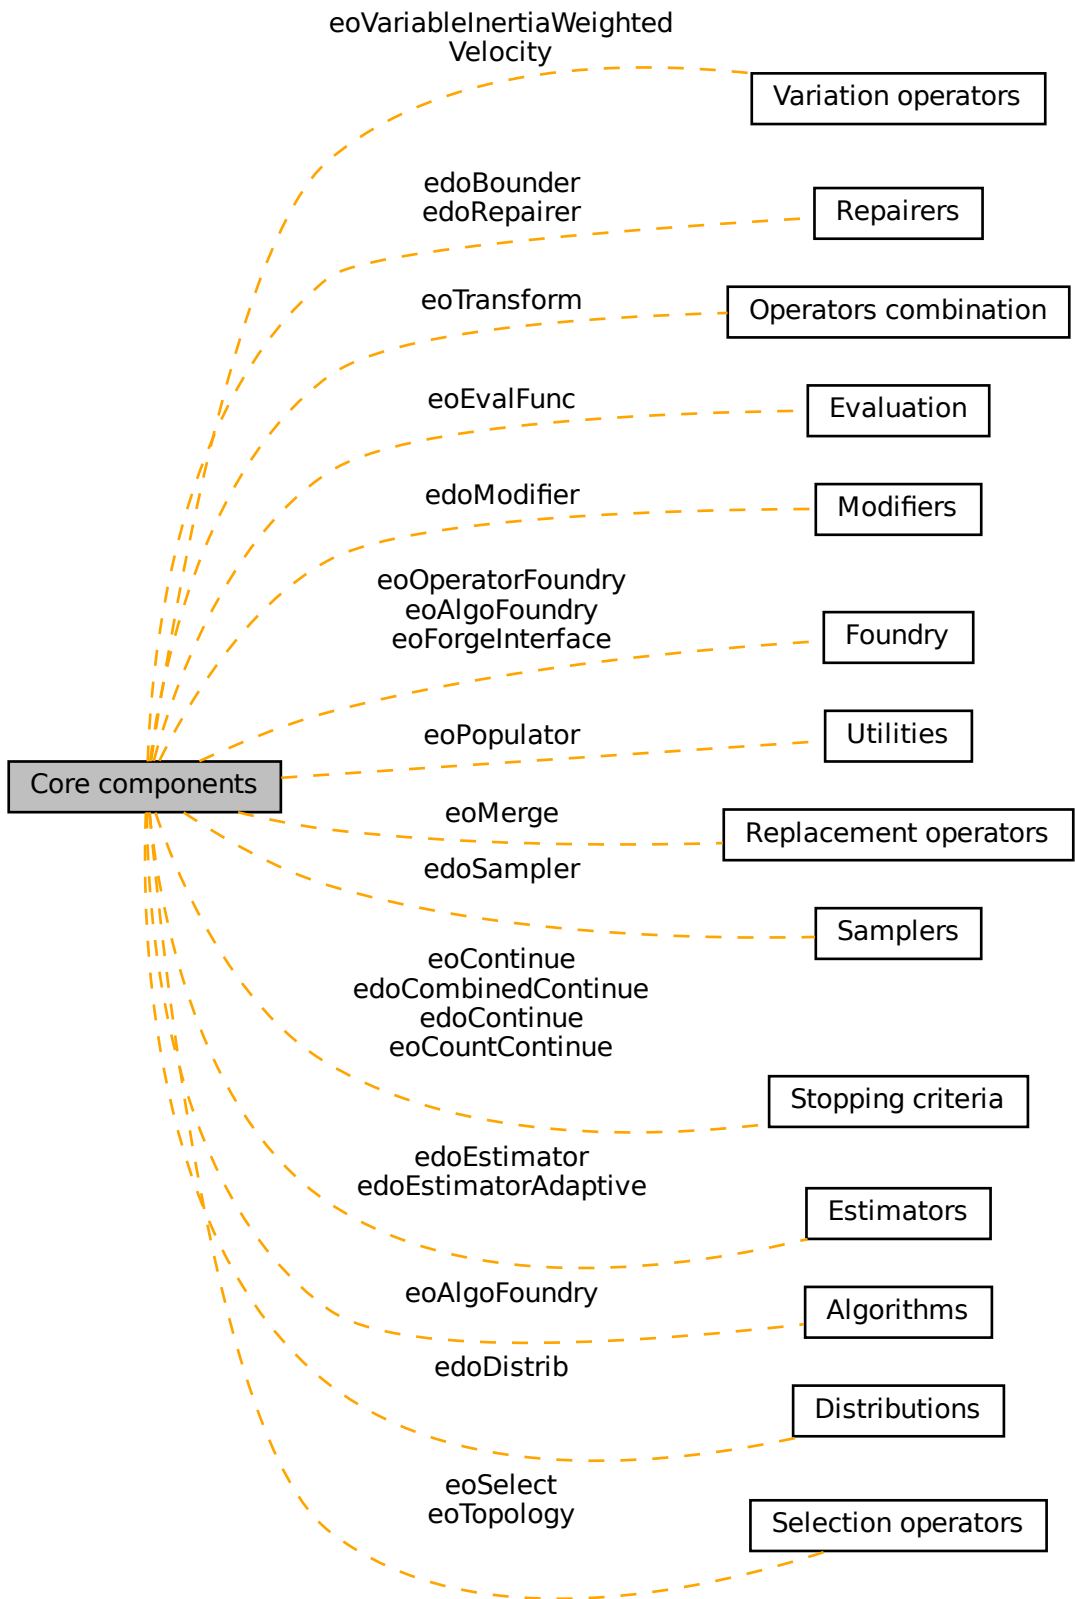 eoVariableInertiaWeighted
Velocity
Variation operators
edoBounder
edoRepairer
Repairers
eoTransform
Operators combination
eoEvalFunc
Evaluation
edoModifier
Modifiers
eoOperatorFoundry
eoAlgoFoundry
eoForgeInterface
Foundry
eoPopulator
Utilities
Core components
eoMerge
Replacement operators
edoSampler
Samplers
eoContinue
edoCombinedContinue
edoContinue
eoCountContinue
Stopping criteria
edoEstimator
edoEstimatorAdaptive
Estimators
eoAlgoFoundry
Algorithms
edoDistrib
Distributions
eoSelect
eoTopology
Selection operators